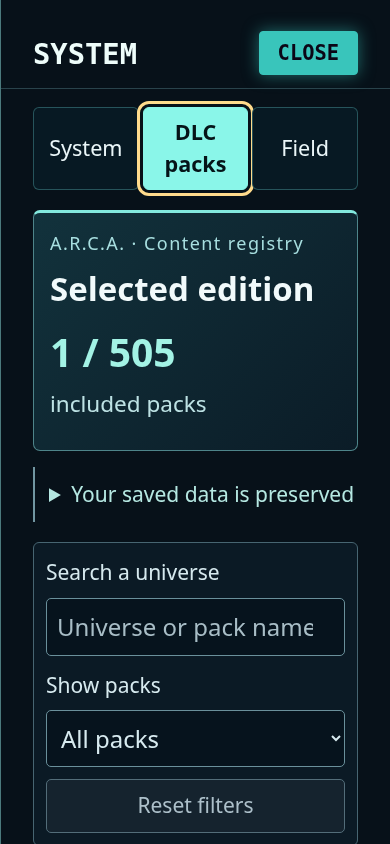 SYSTEM
CLOSE
System
DLC
packs
Field
A.R.C.A. · Content registry
Selected edition
1 / 505
included packs
▶ Your saved data is preserved
Search a universe
Universe or pack name
Show packs
All packs
Reset filters